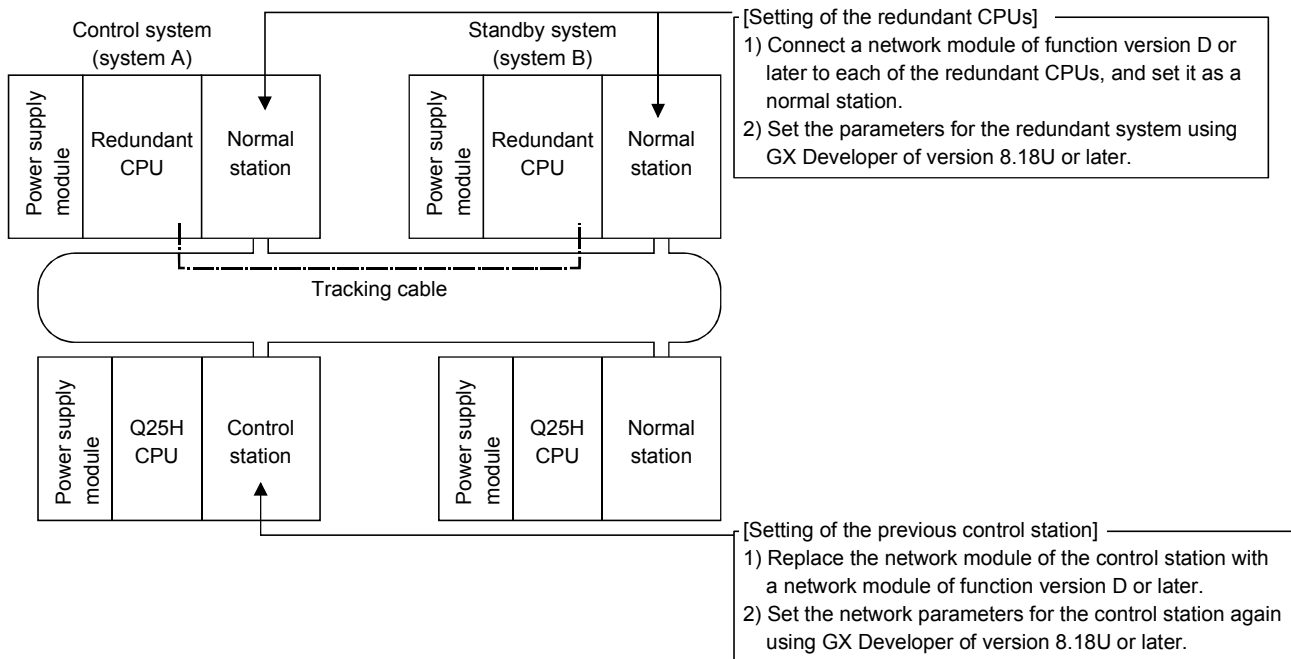 Control system
(system A)
Standby system
(system B)
[Setting of the redundant CPUs]
1) Connect a network module of function version D or
later to each of the redundant CPUs, and set it as a
normal station.
2) Set the parameters for the redundant system using
GX Developer of version 8.18U or later.
Power supply
module
Redundant
CPU
Normal
station
Power supply
module
Redundant
CPU
Normal
station
Tracking cable
Power supply
module
Q25H
CPU
Control
station
Power supply
module
Q25H
CPU
Normal
station
[Setting of the previous control station]
1) Replace the network module of the control station with
a network module of function version D or later.
2) Set the network parameters for the control station again
using GX Developer of version 8.18U or later.